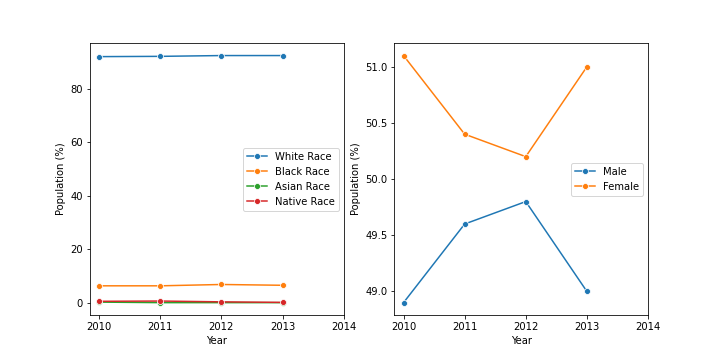 80
60
40
20
0
Population (%)
2010 2011 2012 2013 2014
Year
White Race
Black Race
Asian Race
Native Race
51.0
50.5
50.0
49.5
49.0
Population (%)
2010 2011 2012 2013 2014
Year
Male
Female